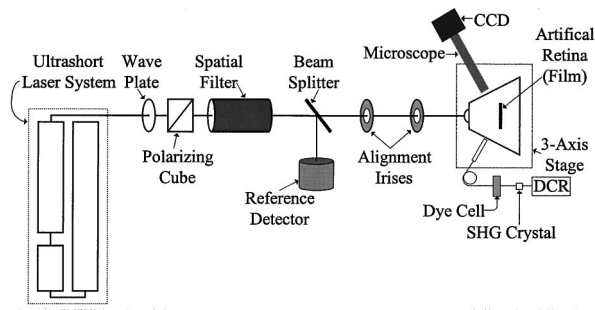 Ultrashort
Laser System
Wave
Plate
Polarizing
Cube
Spatial
Filter
Beam
Splitter
Reference
Detector
Alignment
Irises
CCD
Microscope
Artifical
Retina
(Film)
3-Axis
Stage
DCR
Dye Cell
SHG Crystal